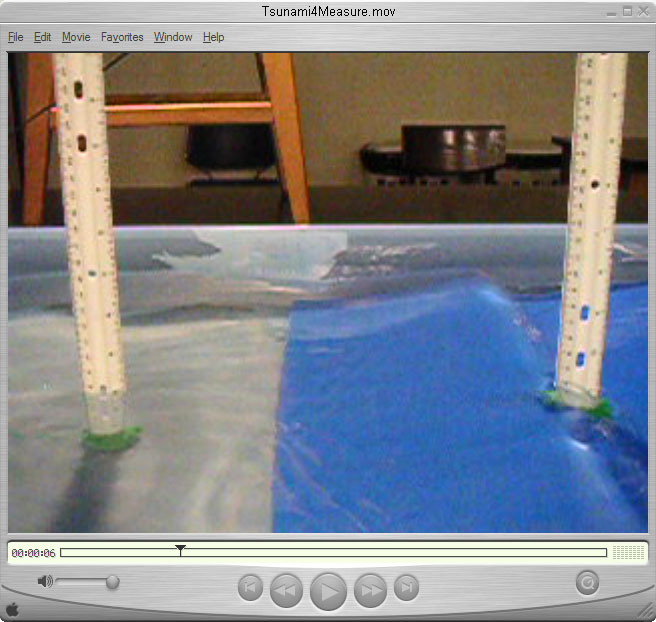 Tsunami4Measure.mov
File Edit Movie Favorites Window Help
00:00:06